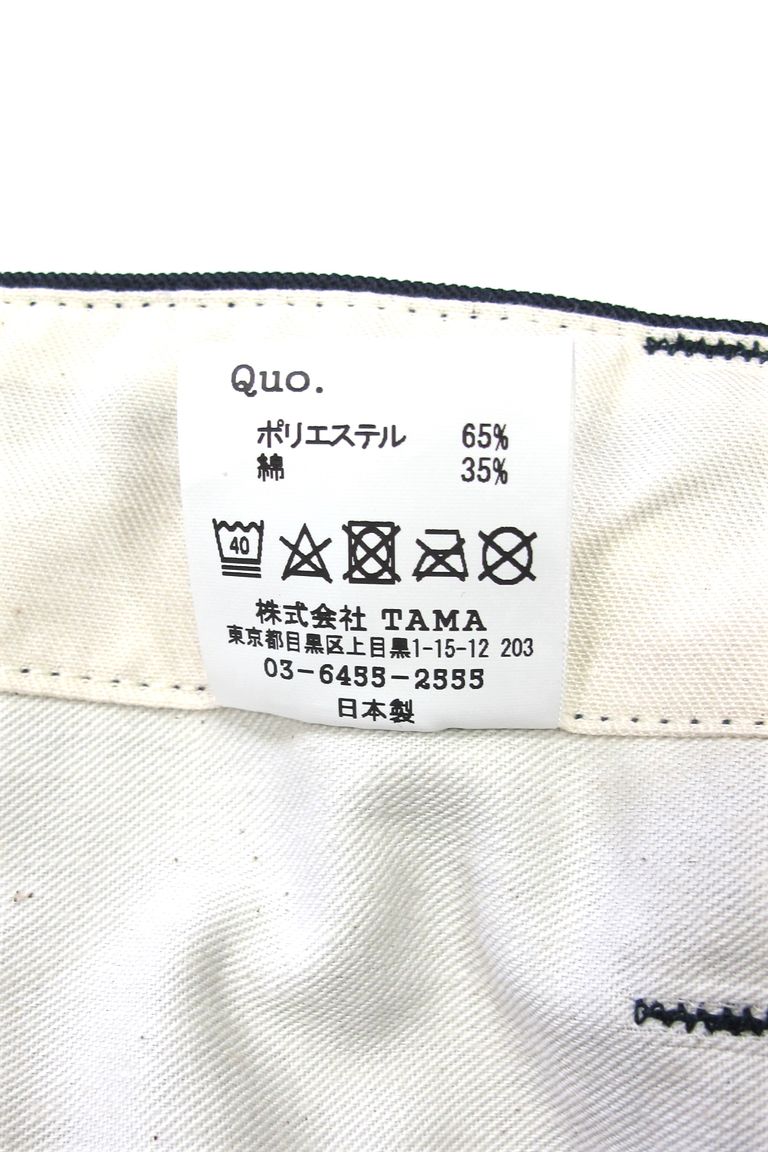 Quo.
ポリエステル 65%
綿 35%
40
株式会社 TAMA
東京都目黒区上目黒1-15-12 203
03-6455-2555
日本製